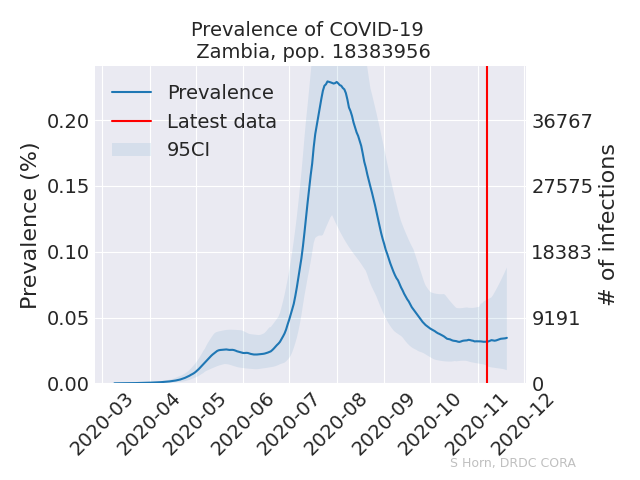 Prevalence of COVID-19
Zambia, pop. 18383956
Prevalence
Latest data
95CI
Prevalence (%)
0.20
0.15
0.10
0.05
0.00
36767
27575
18383
9191
0
# of infections
2020-03
2020-04
2020-05
2020-06
2020-07
2020-08
2020-09
2020-10
2020-11
2020-12
S Horn, DRDC CORA